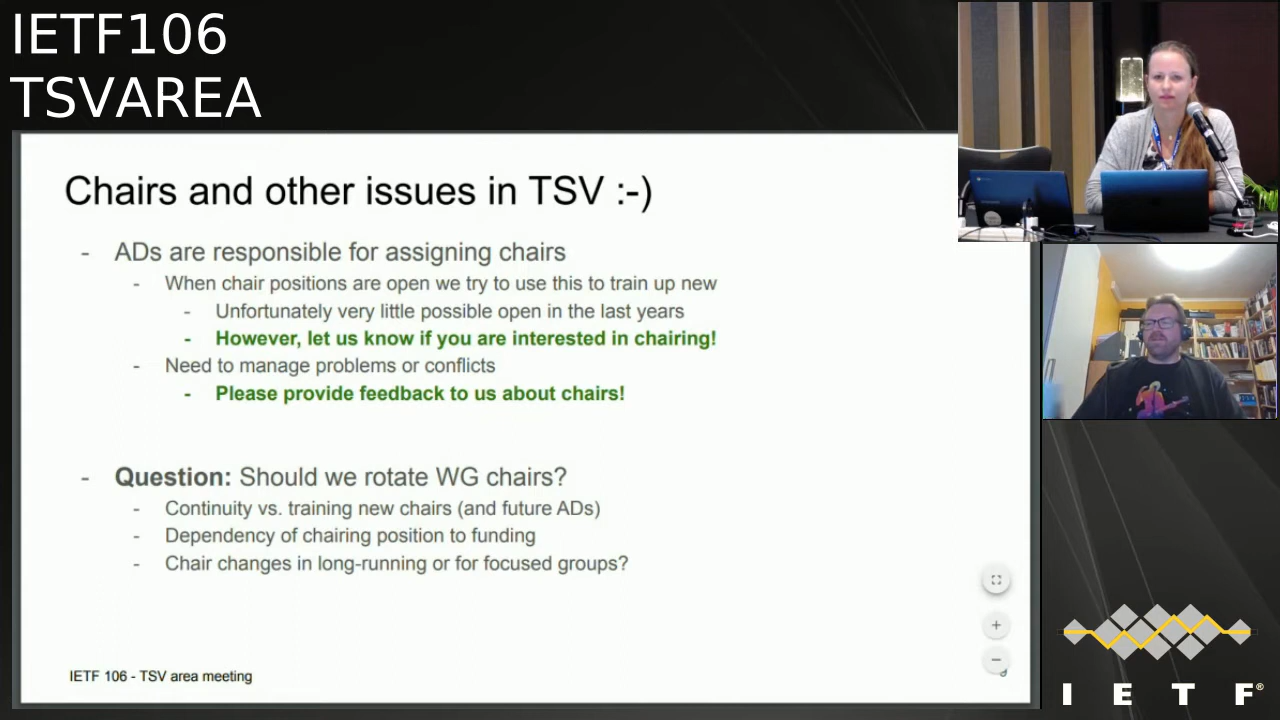 IETF106
TSVAREA
Chairs and other issues in TSV :-)
- ADs are responsible for assigning chairs
- When chair positions are open we try to use this to train up new
- Unfortunately very little possible open in the last years
- However, let us know if you are interested in chairing!
- Need to manage problems or conflicts
- Please provide feedback to us about chairs!
- Question: Should we rotate WG chairs?
- Continuity vs. training new chairs (and future ADs)
- Dependency of chairing position to funding
- Chair changes in long-running or for focused groups?
IETF 106 - TSV area meeting
I E T F®